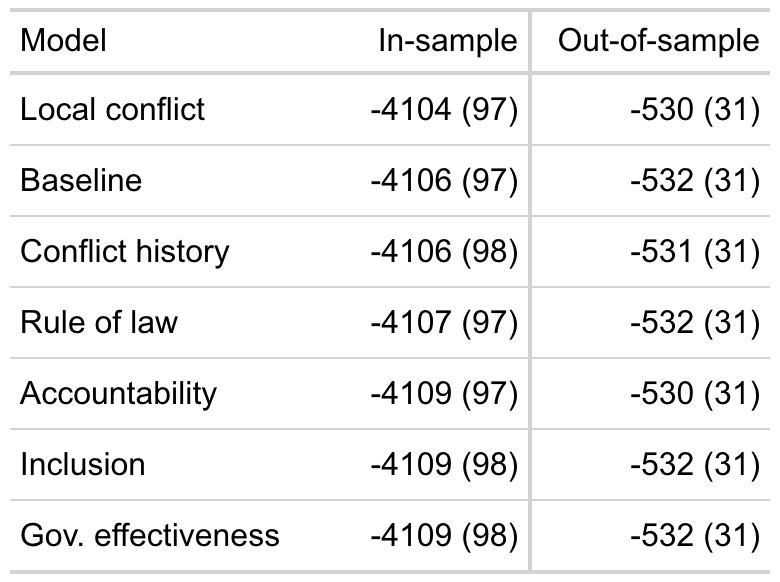 Model In-sample Out-of-sample
Local conflict -4104 (97) -530 (31)
Baseline -4106 (97) -532 (31)
Conflict history -4106 (98) -531 (31)
Rule of law -4107 (97) -532 (31)
Accountability -4109 (97) -530 (31)
Inclusion -4109 (98) -532 (31)
Gov. effectiveness -4109 (98) -532 (31)